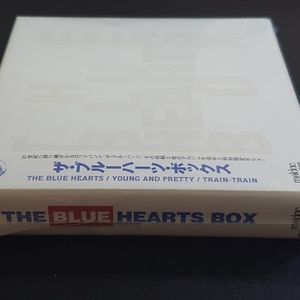 ザ・ブルーハーツ・ボックス
THE BLUE HEARTS / YOUNG AND PRETTY / TRAIN-TRAIN
THE BLUE HEARTS BOX
meldac